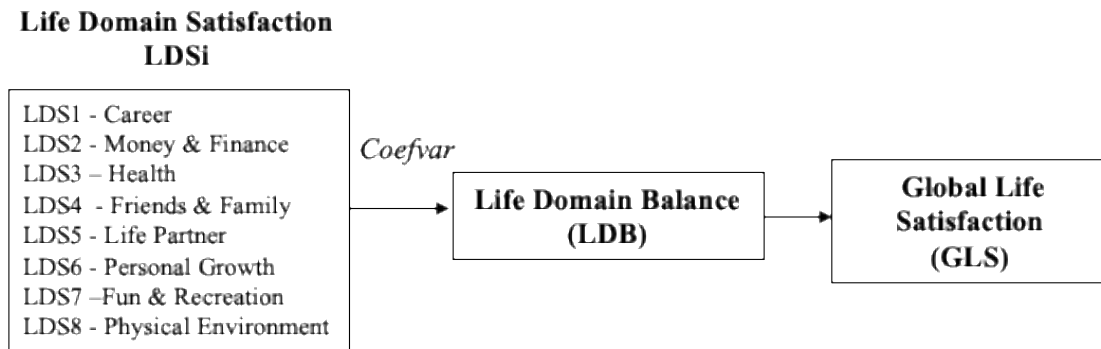 Life Domain Satisfaction
LDSi
LDS1 - Career
LDS2 - Money & Finance
LDS3 – Health
LDS4  - Friends & Family
LDS5 - Life Partner
LDS6 - Personal Growth
LDS7 –Fun & Recreation
LDS8 - Physical Environment
Coefvar
Life Domain Balance
(LDB)
Global Life
Satisfaction
(GLS)